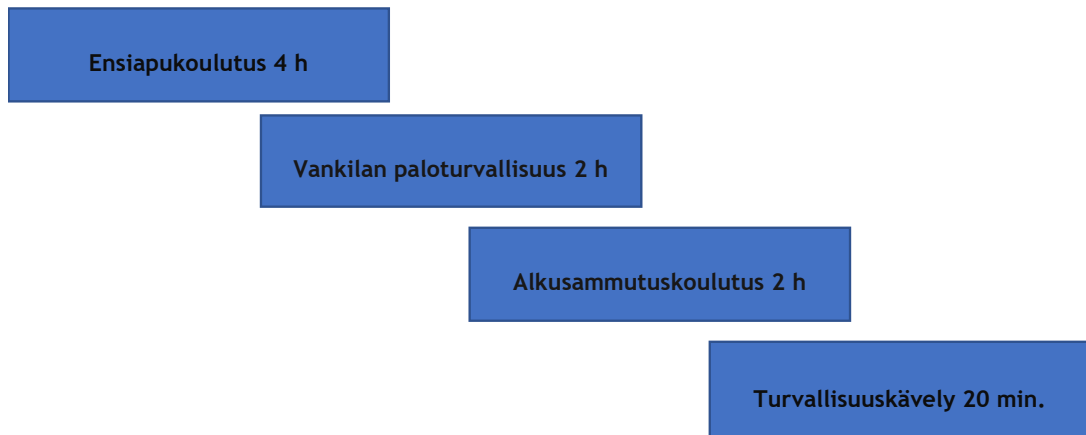 Ensiapukoulutus 4 h
Vankilan paloturvallisuus 2 h
Alkusammutuskoulutus 2 h
Turvallisuuskävely 20 min.